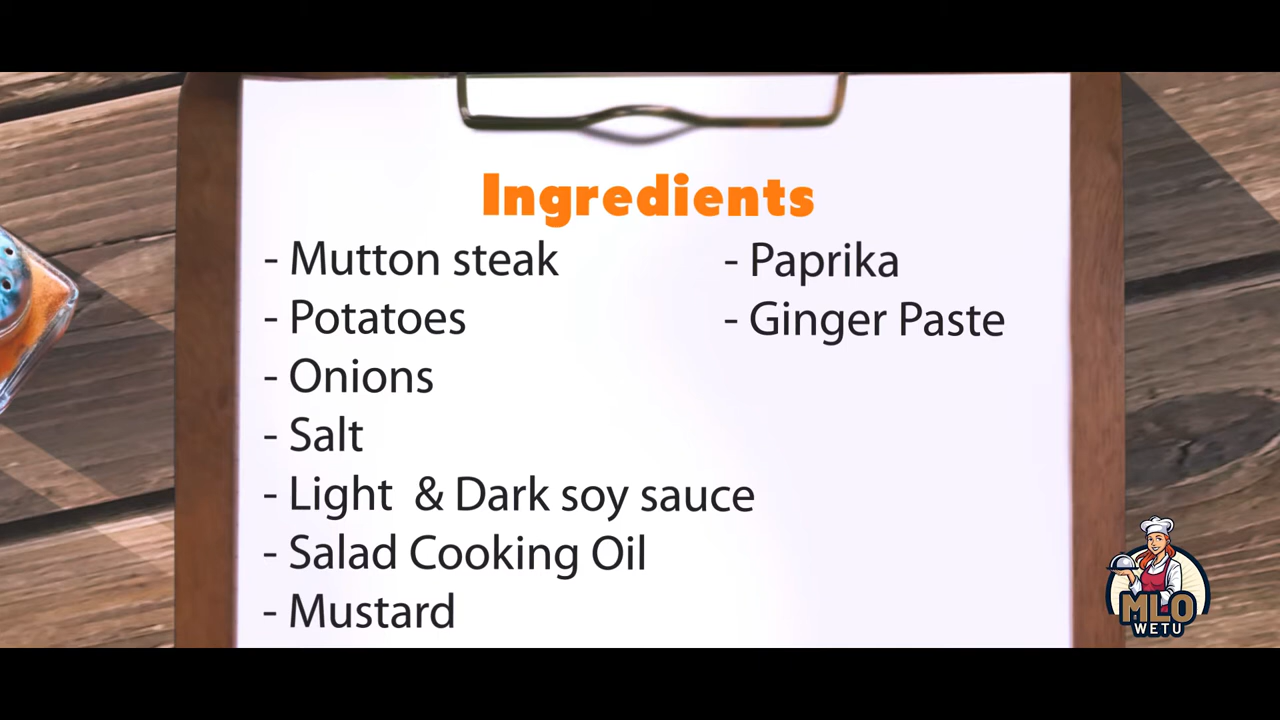 Ingredients
- Mutton steak
- Potatoes
- Onions
- Salt
- Light & Dark soy sauce
- Salad Cooking Oil
- Mustard
- Paprika
- Ginger Paste
MLO
WETU